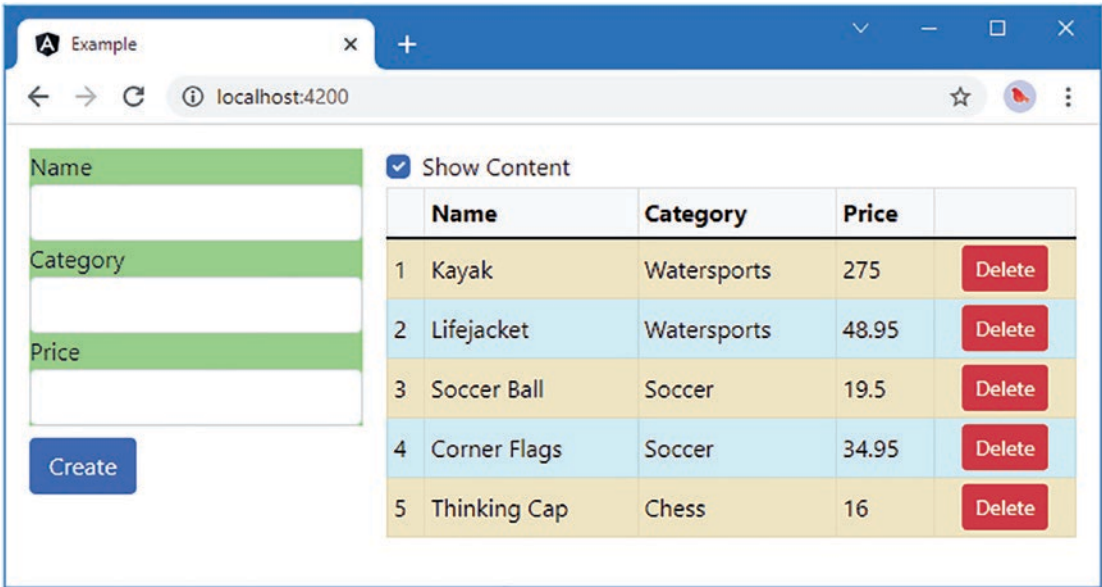 Example
localhost:4200
Name
Category
Price
Create
Show Content
Name Category Price
1 Kayak Watersports 275 Delete
2 Lifejacket Watersports 48.95 Delete
3 Soccer Ball Soccer 19.5 Delete
4 Corner Flags Soccer 34.95 Delete
5 Thinking Cap Chess 16 Delete